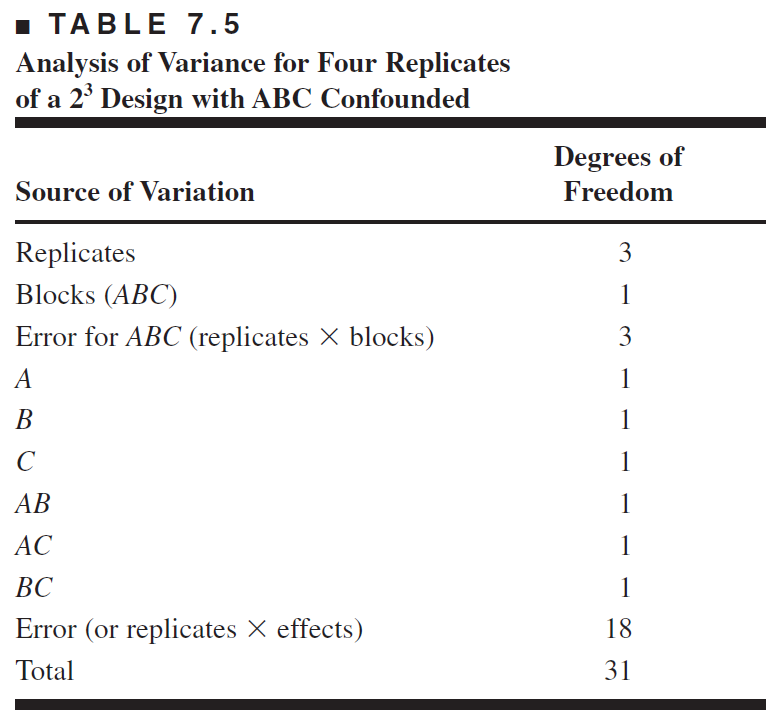 ■ TABLE 7.5
Analysis of Variance for Four Replicates
of a 2³ Design with ABC Confounded
Degrees of
Source of Variation Freedom
Replicates 3
Blocks (ABC) 1
Error for ABC (replicates × blocks) 3
A 1
B 1
C 1
AB 1
AC 1
BC 1
Error (or replicates × effects) 18
Total 31